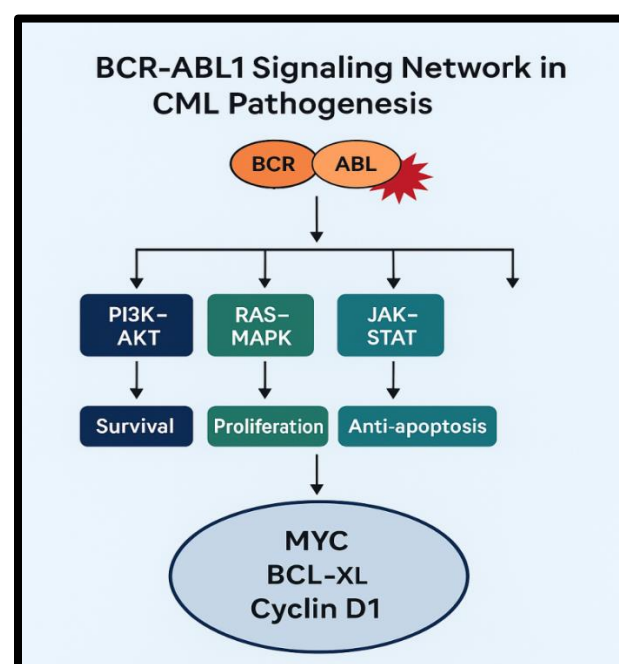 BCR-ABL1 Signaling Network in
CML Pathogenesis
BCR ABL
PI3K–
AKT
RAS–
MAPK
JAK–
STAT
Survival
Proliferation
Anti-apoptosis
MYC
BCL-XL
Cyclin D1